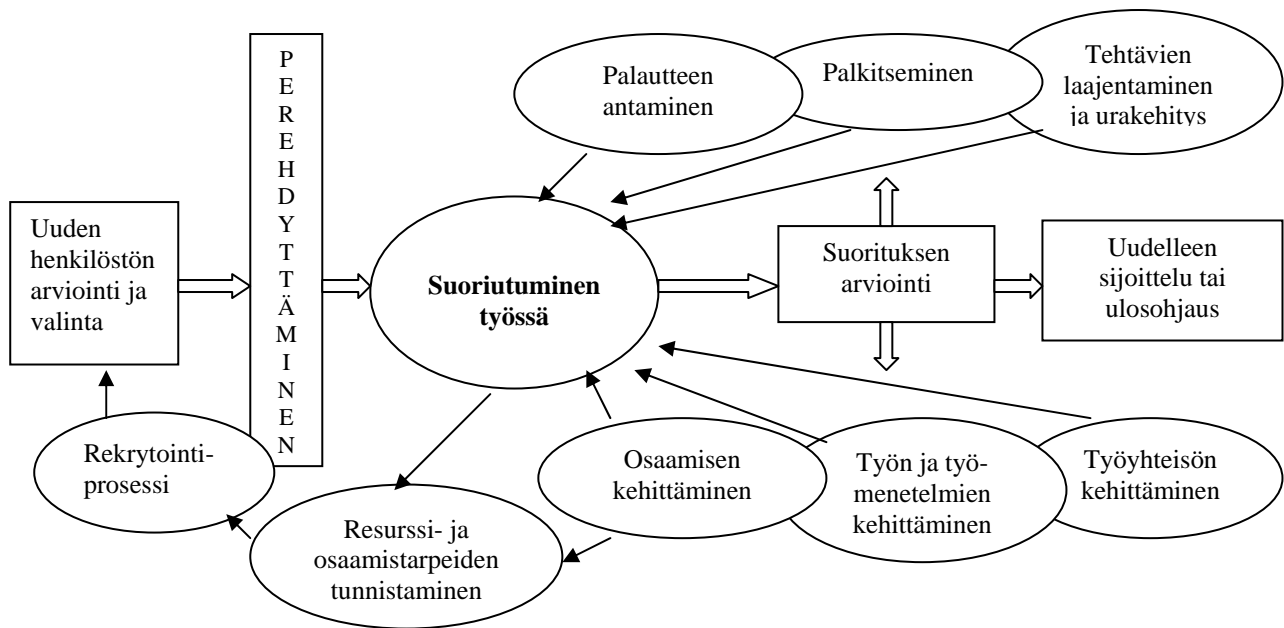 Uuden
henkilöstön
arviointi ja
valinta
P
E
R
E
H
D
Y
T
T
Ä
M
I
N
E
N
Palautteen
antaminen
Palkitseminen
Tehtävien
laajentaminen
ja urakehitys
Suoriutuminen
työssä
Suorituksen
arviointi
Uudelleen
sijoittelu tai
ulosohjaus
Rekrytointi-
prosessi
Resurssi- ja
osaamistarpeiden
tunnistaminen
Osaamisen
kehittäminen
Työn ja työ-
menetelmien
kehittäminen
Työyhteisön
kehittäminen